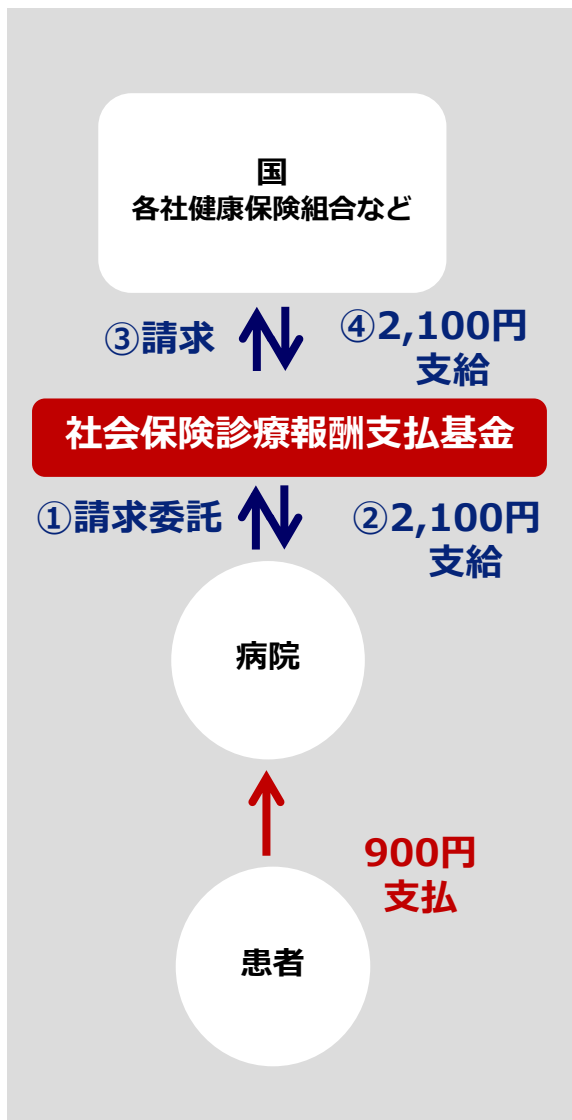 国
各社健康保険組合など
③請求
④2,100円
支給
社会保険診療報酬支払基金
①請求委託
②2,100円
支給
病院
900円
支払
患者